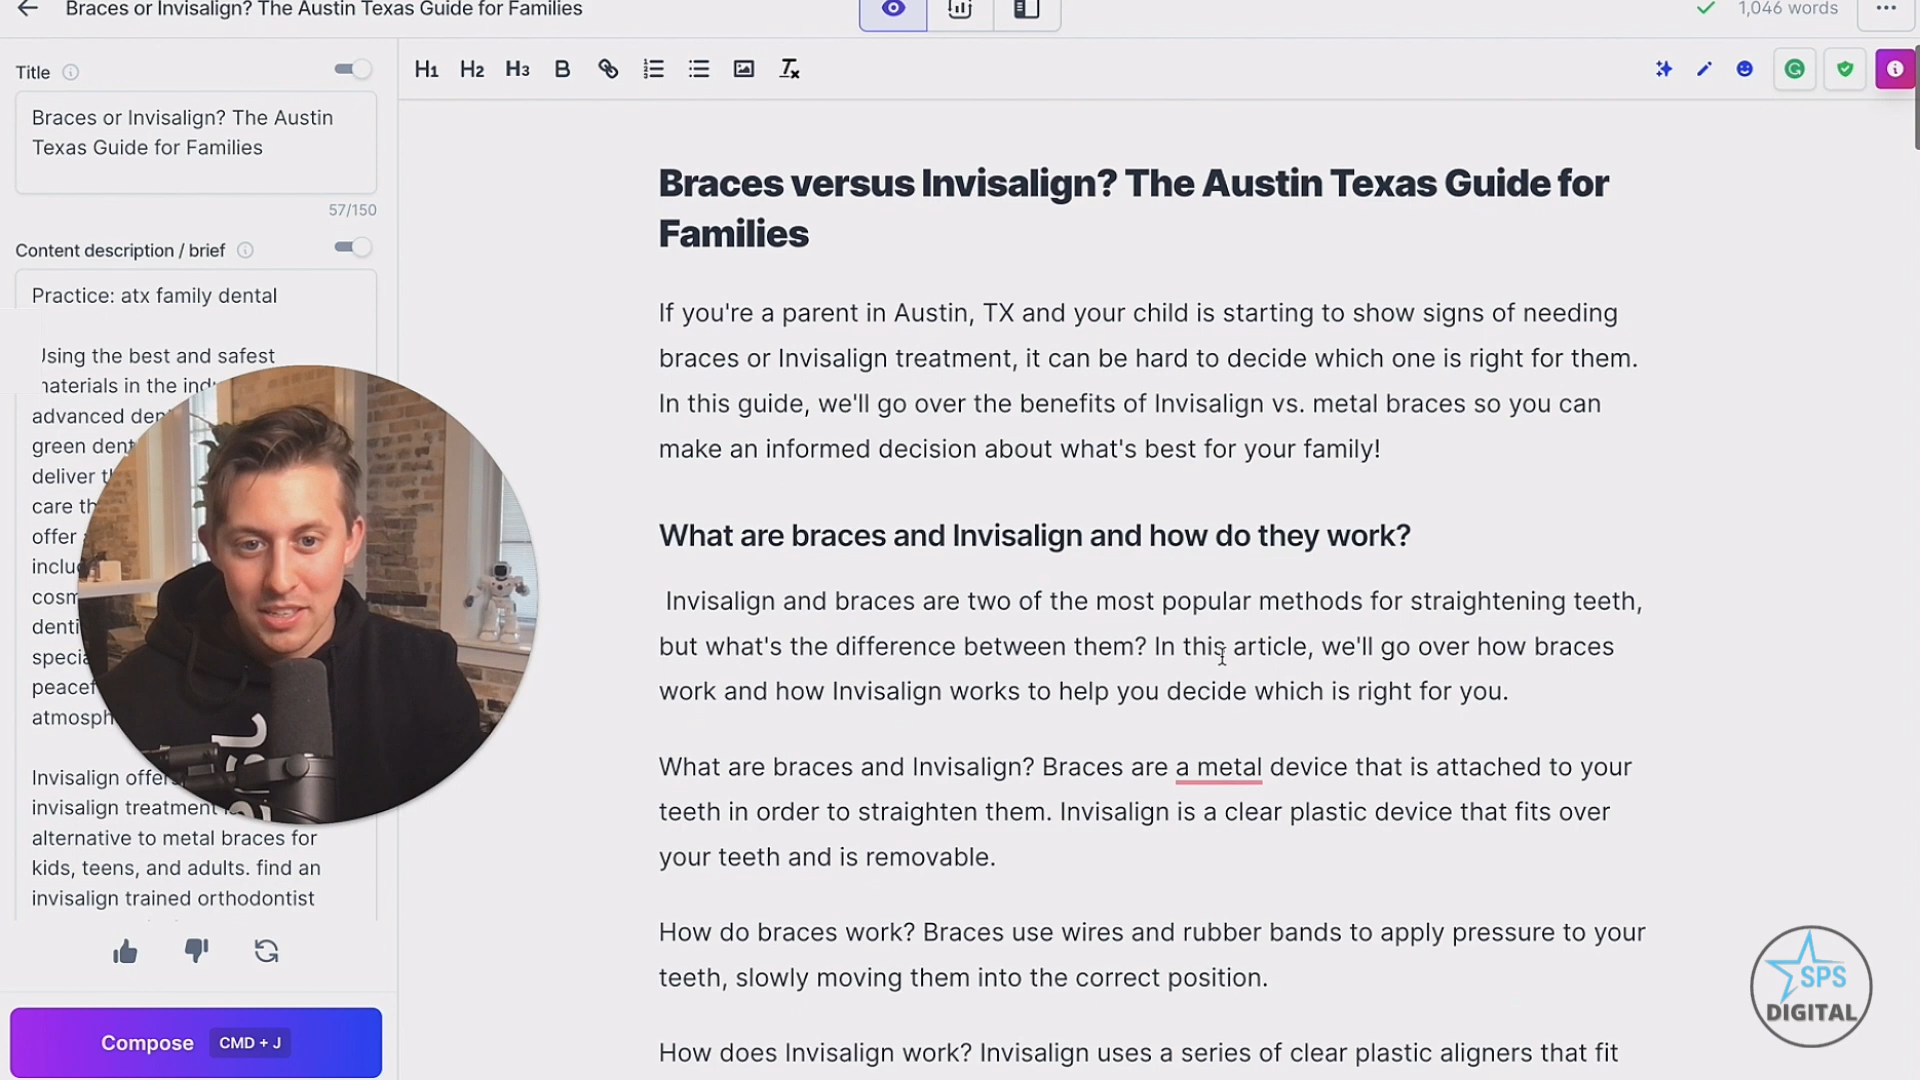 Braces or Invisalign? The Austin Texas Guide for Families
1,046 words
Title
Braces or Invisalign? The Austin
Texas Guide for Families
57/150
Content description / brief
Practice: atx family dental
Using the best and safest
materials in the
advanced
green
deliver
care
offer
atmosph
Invisalign
invisalign treatment
alternative to metal braces for
kids, teens, and adults. find an
invisalign trained orthodontist
Compose CMD + J
H1 H2 H3 B
Braces versus Invisalign? The Austin Texas Guide for
Families
If you're a parent in Austin, TX and your child is starting to show signs of needing
braces or Invisalign treatment, it can be hard to decide which one is right for them.
In this guide, we'll go over the benefits of Invisalign vs. metal braces so you can
make an informed decision about what's best for your family!
What are braces and Invisalign and how do they work?
Invisalign and braces are two of the most popular methods for straightening teeth,
but what's the difference between them? In this article, we'll go over how braces
work and how Invisalign works to help you decide which is right for you.
What are braces and Invisalign? Braces are a metal device that is attached to your
teeth in order to straighten them. Invisalign is a clear plastic device that fits over
your teeth and is removable.
How do braces work? Braces use wires and rubber bands to apply pressure to your
teeth, slowly moving them into the correct position.
How does Invisalign work? Invisalign uses a series of clear plastic aligners that fit
SPS
DIGITAL